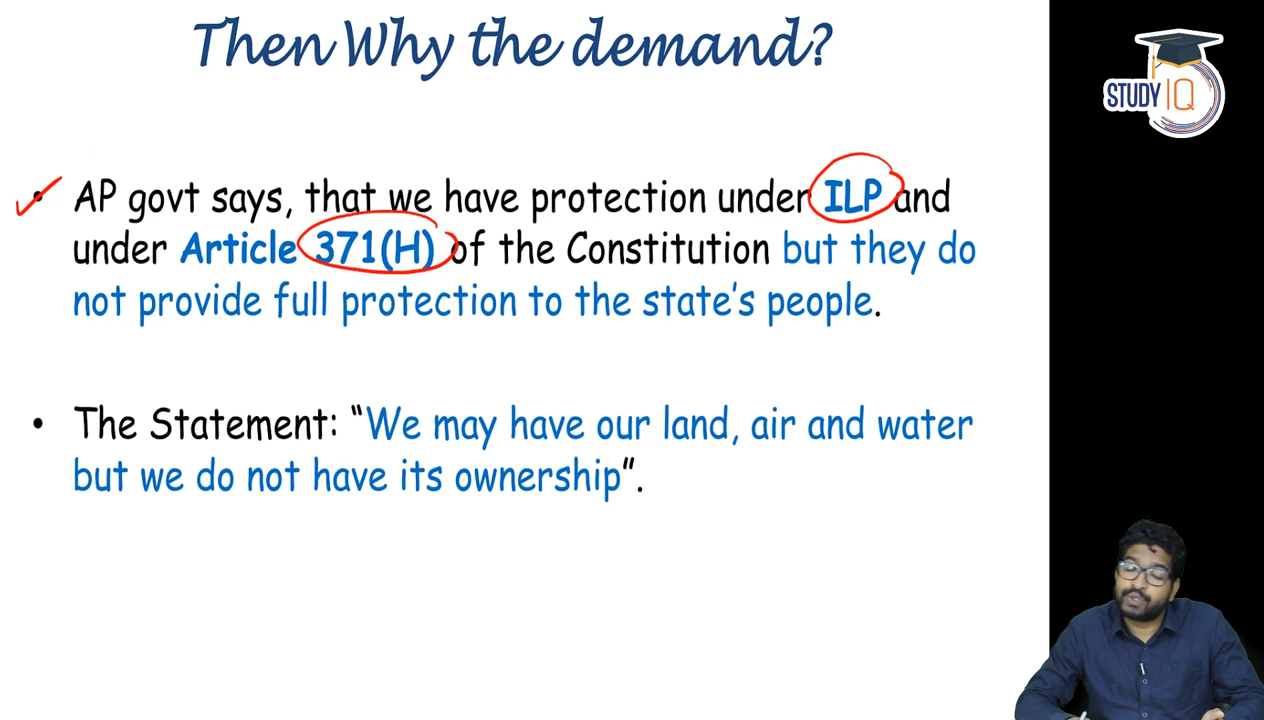 Then Why the demand?
STUDY IQ
• AP govt says, that we have protection under ILP and
under Article 371(H) of the Constitution but they do
not provide full protection to the state's people.
• The Statement: “We may have our land, air and water
but we do not have its ownership”.